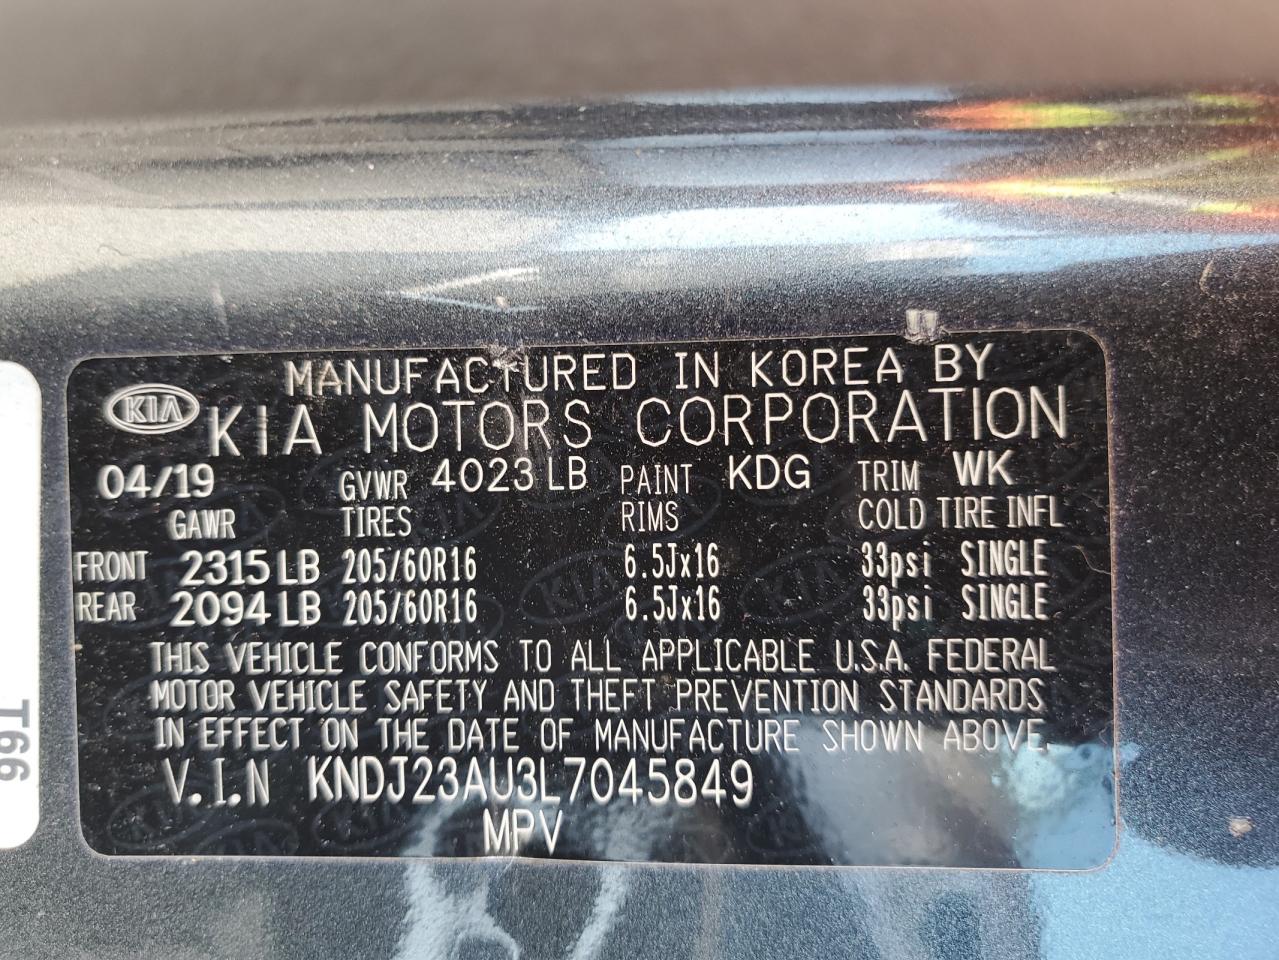 MANUFACTURED IN KOREA BY
KIA KIA MOTORS CORPORATION
04/19 GVWR 4023 LB PAINT KDG TRIM WK
GAWR TIRES RIMS COLD TIRE INFL
FRONT 2315 LB 205/60R16 6.5Jx16 33psi SINGLE
REAR 2094 LB 205/60R16 6.5Jx16 33psi SINGLE
THIS VEHICLE CONFORMS TO ALL APPLICABLE U.S.A. FEDERAL
MOTOR VEHICLE SAFETY AND THEFT PREVENTION STANDARDS
IN EFFECT ON THE DATE OF MANUFACTURE SHOWN ABOVE.
V.I.N KNDJ23AU3L7045849
MPV